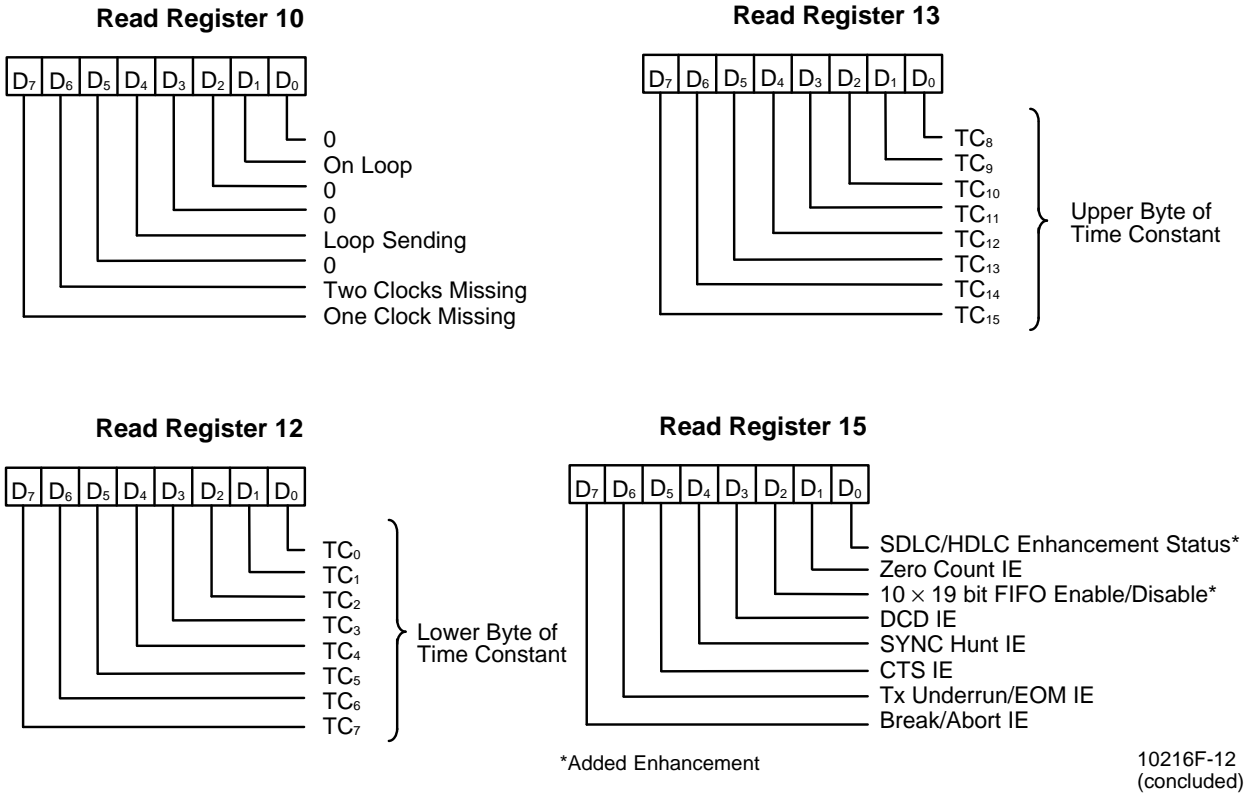 Read Register 10
D₇ D₆ D₅ D₄ D₃ D₂ D₁ D₀
0
On Loop
0
0
Loop Sending
0
Two Clocks Missing
One Clock Missing
Read Register 13
D₇ D₆ D₅ D₄ D₃ D₂ D₁ D₀
TC₈
TC₉
TC₁₀
TC₁₁
TC₁₂
TC₁₃
TC₁₄
TC₁₅
Upper Byte of
Time Constant
Read Register 12
D₇ D₆ D₅ D₄ D₃ D₂ D₁ D₀
TC₀
TC₁
TC₂
TC₃
TC₄
TC₅
TC₆
TC₇
Lower Byte of
Time Constant
Read Register 15
D₇ D₆ D₅ D₄ D₃ D₂ D₁ D₀
SDLC/HDLC Enhancement Status*
Zero Count IE
10 × 19 bit FIFO Enable/Disable*
DCD IE
SYNC Hunt IE
CTS IE
Tx Underrun/EOM IE
Break/Abort IE
*Added Enhancement
10216F-12
(concluded)